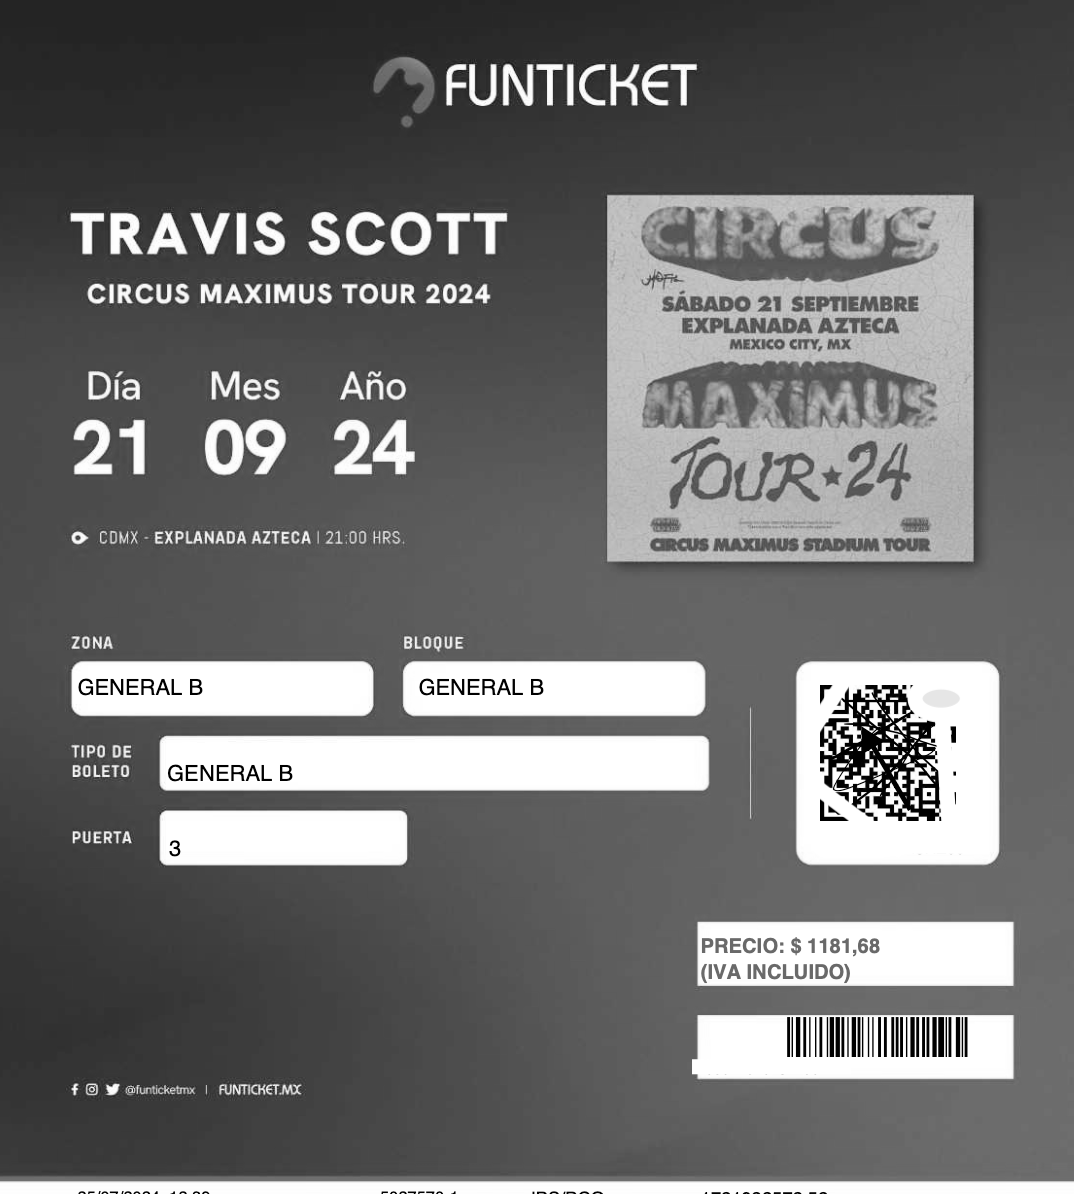 FUNTICKET
TRAVIS SCOTT
CIRCUS MAXIMUS TOUR 2024
Día Mes Año
21 09 24
CDMX - EXPLANADA AZTECA | 21:00 HRS.
CIRCUS
SÁBADO 21 SEPTIEMBRE
EXPLANADA AZTECA
MEXICO CITY, MX
MAXIMUS
TOUR★24
CIRCUS MAXIMUS STADIUM TOUR
ZONA BLOQUE
GENERAL B GENERAL B
TIPO DE
BOLETO
GENERAL B
PUERTA
3
PRECIO: $ 1181,68
(IVA INCLUIDO)
@funticketmx | FUNTICKET.MX